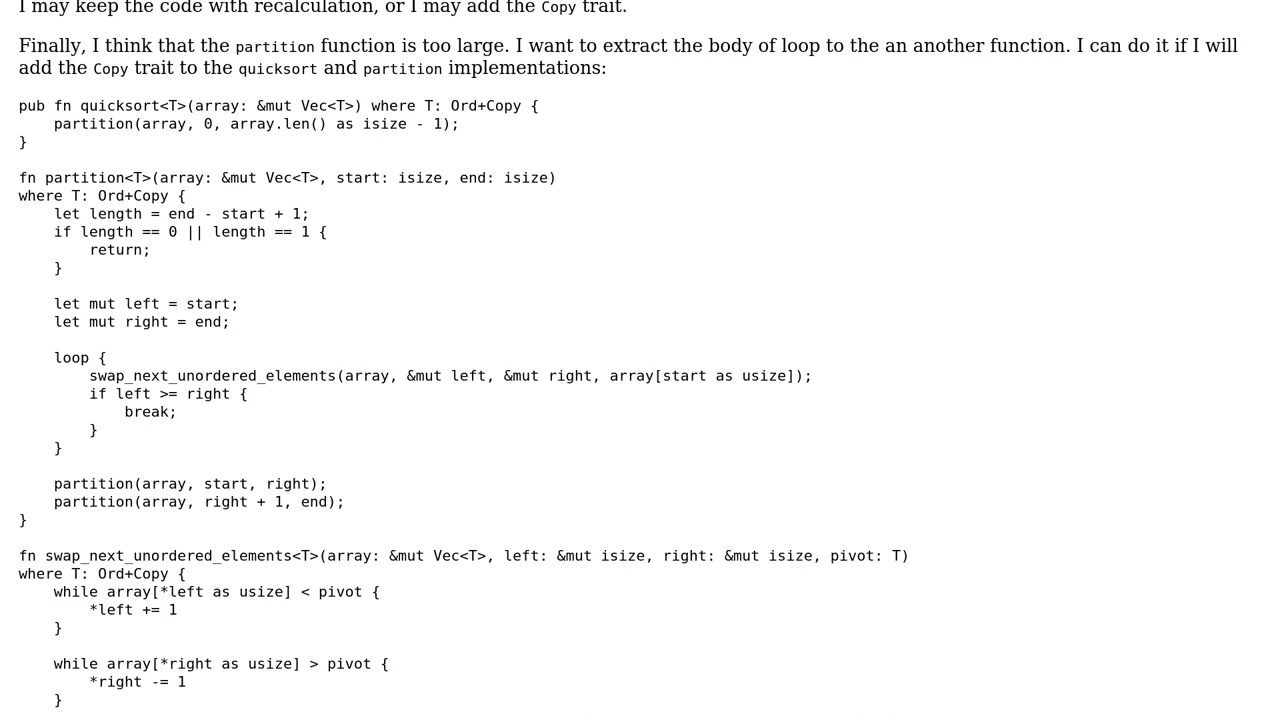 I may keep the code with recalculation, or I may add the Copy trait.
Finally, I think that the partition function is too large. I want to extract the body of loop to the an another function. I can do it if I will
add the Copy trait to the quicksort and partition implementations:
pub fn quicksort<T>(array: &mut Vec<T>) where T: Ord+Copy {
    partition(array, 0, array.len() as isize - 1);
}
fn partition<T>(array: &mut Vec<T>, start: isize, end: isize)
where T: Ord+Copy {
    let length = end - start + 1;
    if length == 0 || length == 1 {
        return;
    }
    let mut left = start;
    let mut right = end;
    loop {
        swap_next_unordered_elements(array, &mut left, &mut right, array[start as usize]);
        if left >= right {
            break;
        }
    }
    partition(array, start, right);
    partition(array, right + 1, end);
}
fn swap_next_unordered_elements<T>(array: &mut Vec<T>, left: &mut isize, right: &mut isize, pivot: T)
where T: Ord+Copy {
    while array[*left as usize] < pivot {
        *left += 1
    }
    while array[*right as usize] > pivot {
        *right -= 1
    }